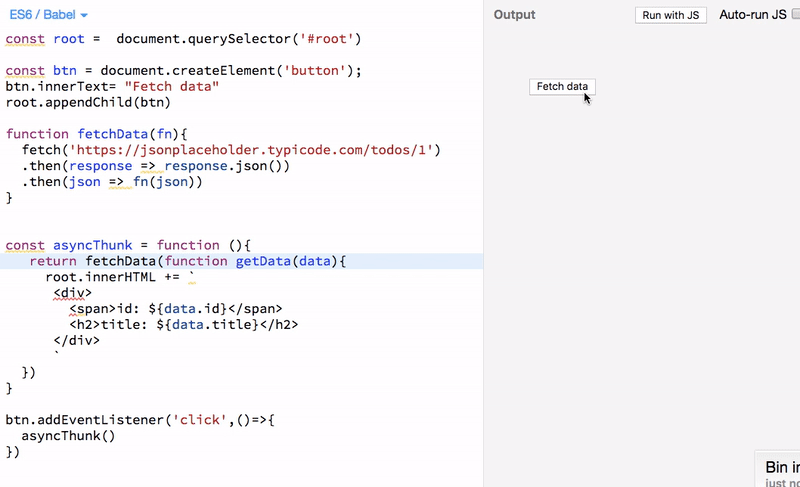 ES6 / Babel
const root =  document.querySelector('#root')
const btn = document.createElement('button');
btn.innerText= "Fetch data"
root.appendChild(btn)
function fetchData(fn){
fetch('https://jsonplaceholder.typicode.com/todos/1')
.then(response => response.json())
.then(json => fn(json))
}
const asyncThunk = function (){
return fetchData(function getData(data){
root.innerHTML += `
<div>
<span>id: ${data.id}</span>
<h2>title: ${data.title}</h2>
</div>
`
})
}
btn.addEventListener('click',()=>{
asyncThunk()
})
Output
Run with JS
Auto-run JS
Fetch data
Bin in
just no